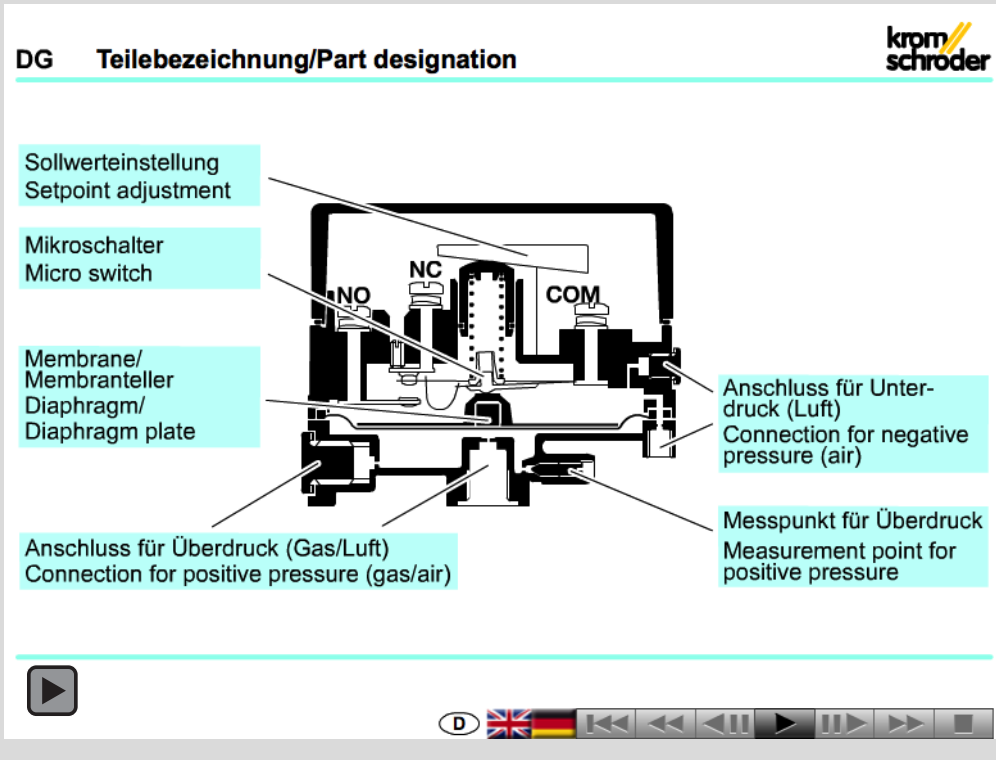 DG Teilebezeichnung/Part designation
krom
schroder
Sollwerteinstellung
Setpoint adjustment
Mikroschalter
Micro switch
NC
NO
COM
Membrane/
Membranteller
Diaphragm/
Diaphragm plate
Anschluss für Unter-
druck (Luft)
Connection for negative
pressure (air)
Messpunkt für Überdruck
Measurement point for
positive pressure
Anschluss für Überdruck (Gas/Luft)
Connection for positive pressure (gas/air)
D